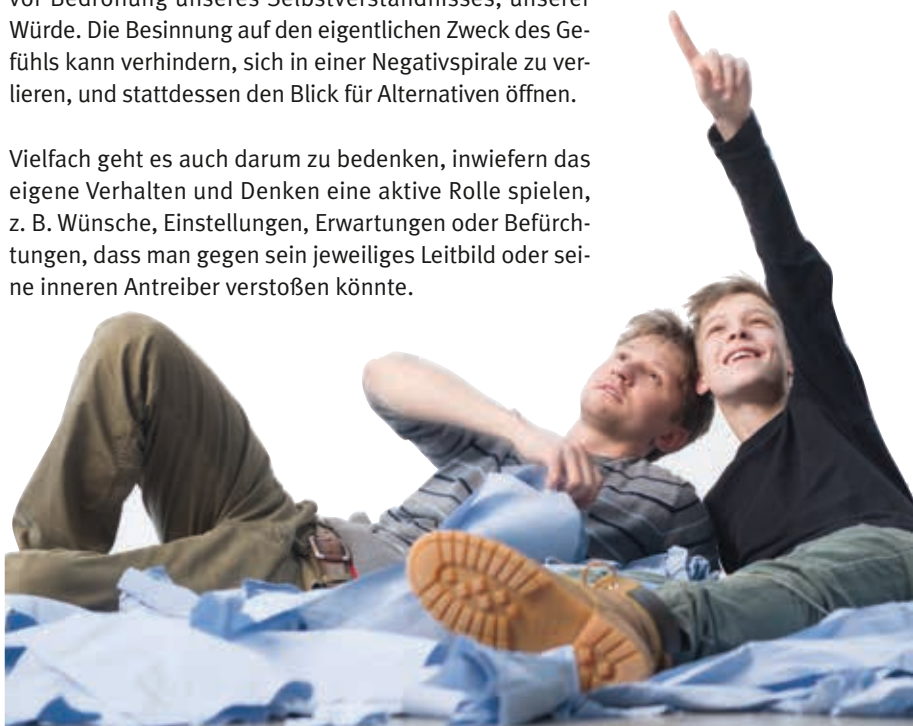 vor Bedrohung unseres Selbstverständnisses, unserer
Würde. Die Besinnung auf den eigentlichen Zweck des Ge-
fühls kann verhindern, sich in einer Negativspirale zu ver-
lieren, und stattdessen den Blick für Alternativen öffnen.
Vielfach geht es auch darum zu bedenken, inwiefern das
eigene Verhalten und Denken eine aktive Rolle spielen,
z. B. Wünsche, Einstellungen, Erwartungen oder Befürch-
tungen, dass man gegen sein jeweiliges Leitbild oder sei-
ne inneren Antreiber verstoßen könnte.